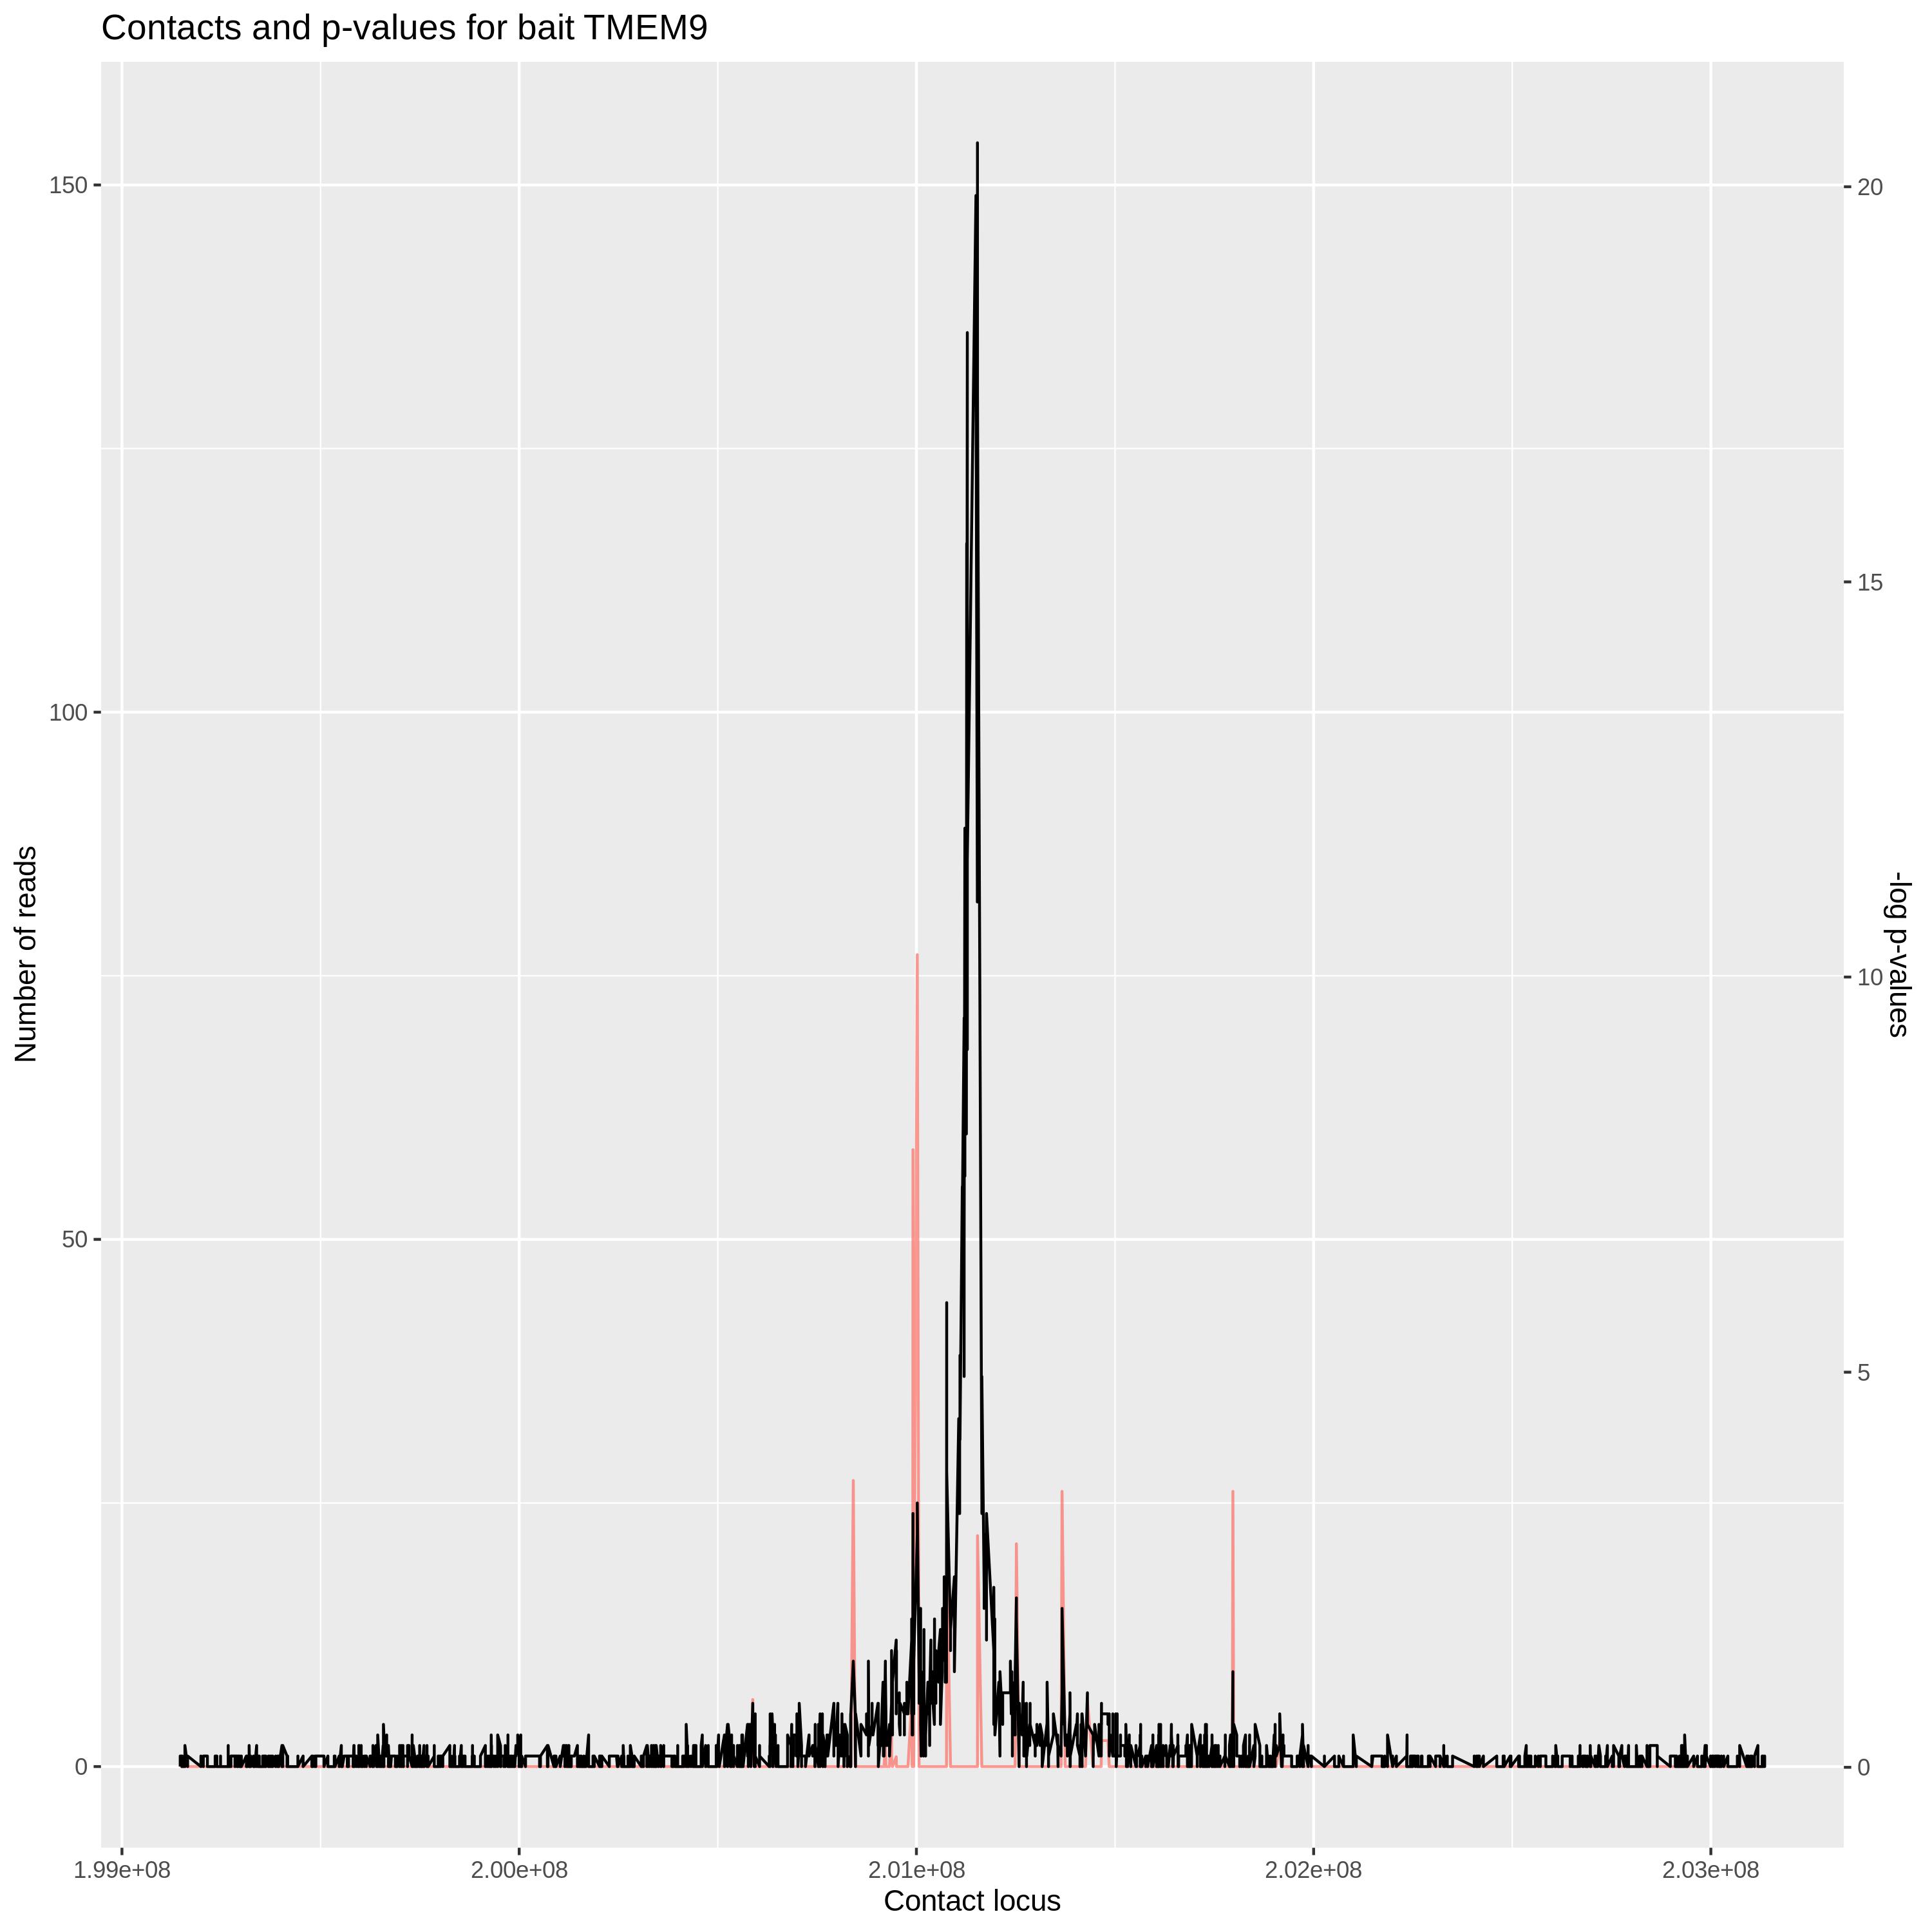 Contacts and p-values for bait TMEM9
150
100
50
0
20
15
10
5
0
Number of reads
-log p-values
1.99e+08 2.00e+08 2.01e+08 2.02e+08 2.03e+08
Contact locus